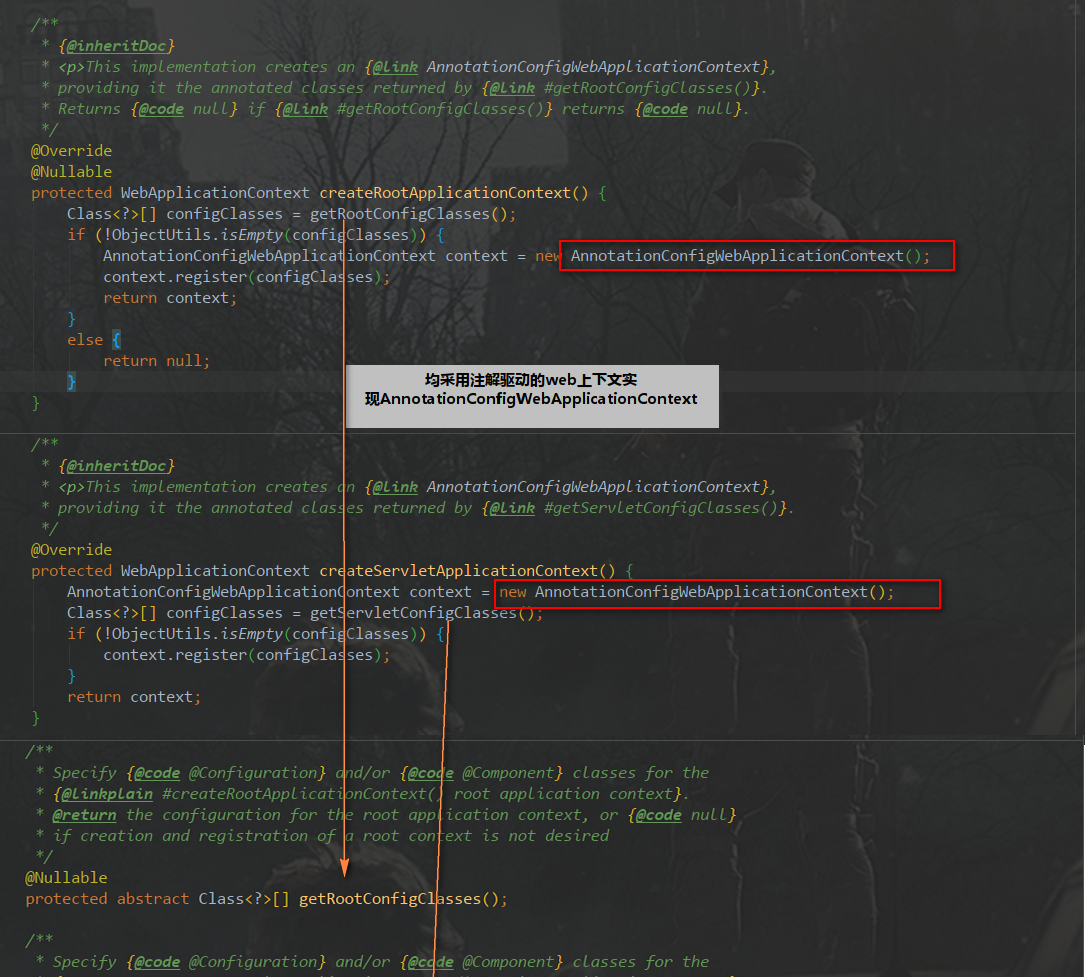 /**
 * {@inheritDoc}
 * <p>This implementation creates an {@link AnnotationConfigWebApplicationContext},
 * providing it the annotated classes returned by {@link #getRootConfigClasses()}.
 * Returns {@code null} if {@link #getRootConfigClasses()} returns {@code null}.
 */
@Override
@Nullable
protected WebApplicationContext createRootApplicationContext() {
    Class<?>[] configClasses = getRootConfigClasses();
    if (!ObjectUtils.isEmpty(configClasses)) {
        AnnotationConfigWebApplicationContext context = new AnnotationConfigWebApplicationContext();
        context.register(configClasses);
        return context;
    }
    else {
        return null;
    }
}
均采用注解驱动的web上下文实
现AnnotationConfigWebApplicationContext
/**
 * {@inheritDoc}
 * <p>This implementation creates an {@link AnnotationConfigWebApplicationContext},
 * providing it the annotated classes returned by {@link #getServletConfigClasses()}.
 */
@Override
protected WebApplicationContext createServletApplicationContext() {
    AnnotationConfigWebApplicationContext context = new AnnotationConfigWebApplicationContext();
    Class<?>[] configClasses = getServletConfigClasses();
    if (!ObjectUtils.isEmpty(configClasses)) {
        context.register(configClasses);
    }
    return context;
}
/**
 * Specify {@code @Configuration} and/or {@code @Component} classes for the
 * {@linkplain #createRootApplicationContext() root application context}.
 * @return the configuration for the root application context, or {@code null}
 * if creation and registration of a root context is not desired
 */
@Nullable
protected abstract Class<?>[] getRootConfigClasses();
/**
 * Specify {@code @Configuration} and/or {@code @Component} classes for the